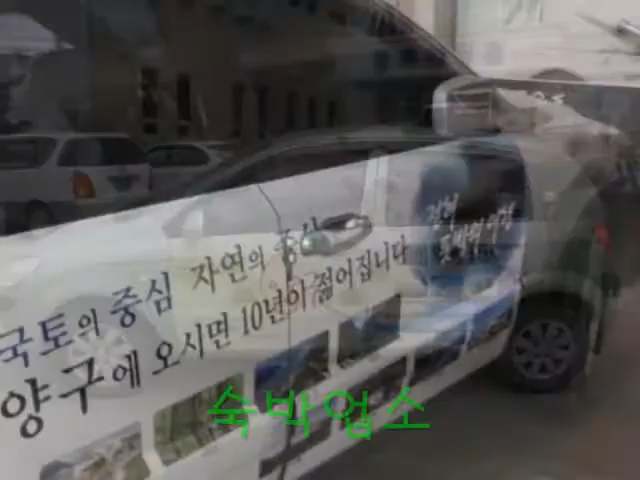 국토의 중심 자연의 중심
양구에 오시면 10년이 젊어집니다
숙박업소